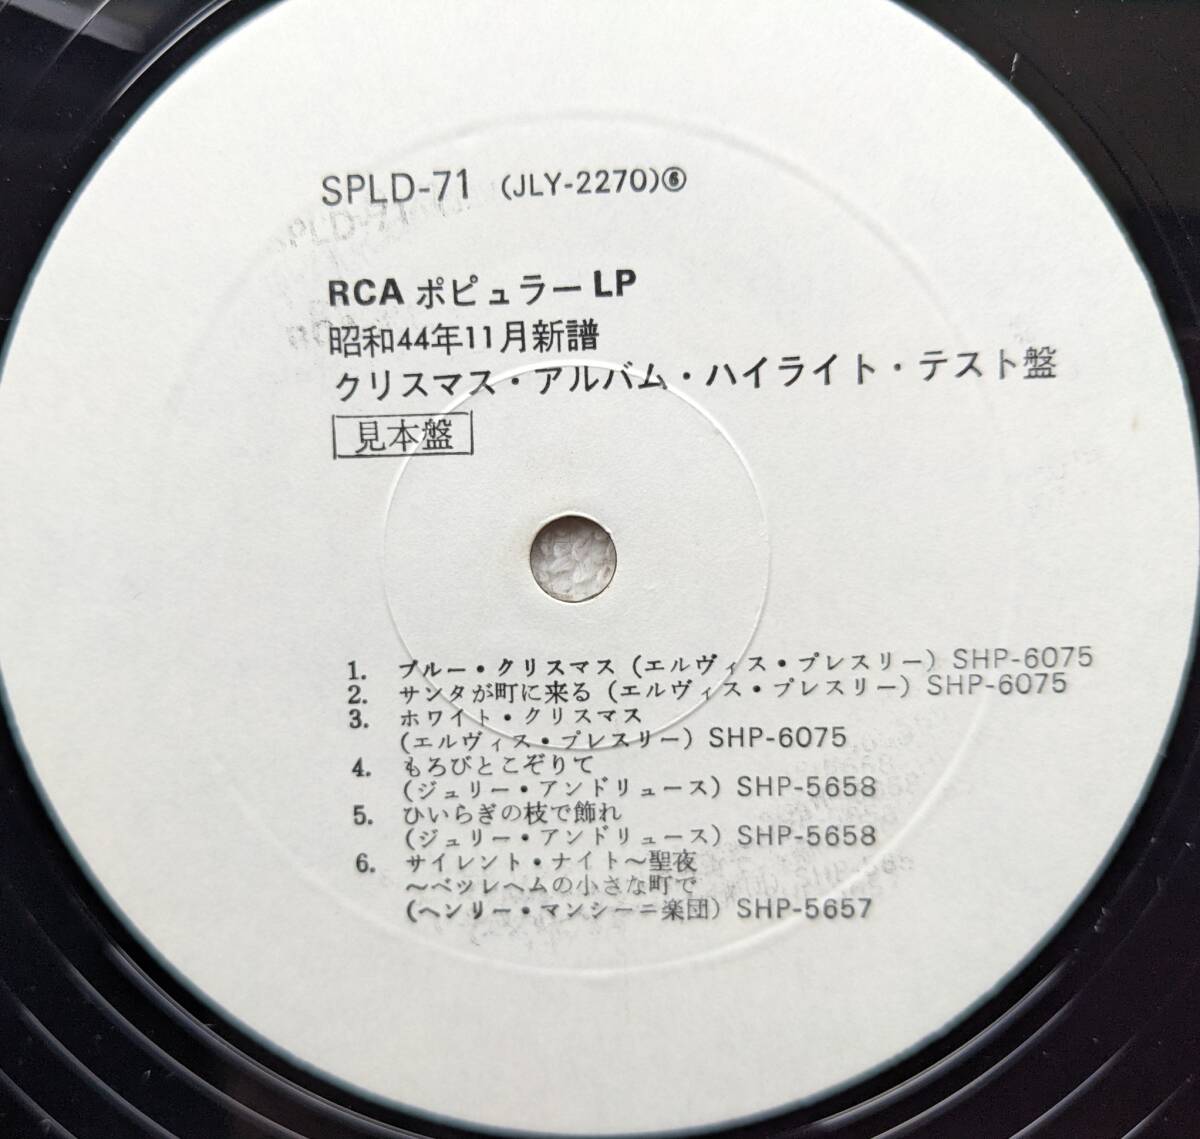 SPLD-71 (JLY-2270)⑥
RCA ポピュラー LP
昭和44年11月新譜
クリスマス・アルバム・ハイライト・テスト盤
見本盤
1. ブルー・クリスマス (エルヴィス・プレスリー) SHP-6075
2. サンタが町に来る (エルヴィス・プレスリー) SHP-6075
3. ホワイト・クリスマス
(エルヴィス・プレスリー) SHP-6075
4. もろびとこぞりて
(ジュリー・アンドリュース) SHP-5658
5. ひいらぎの枝で飾れ
(ジュリー・アンドリュース) SHP-5658
6. サイレント・ナイト～聖夜
～ベツレヘムの小さな町で
(ヘンリー・マンシーニ楽団) SHP-5657